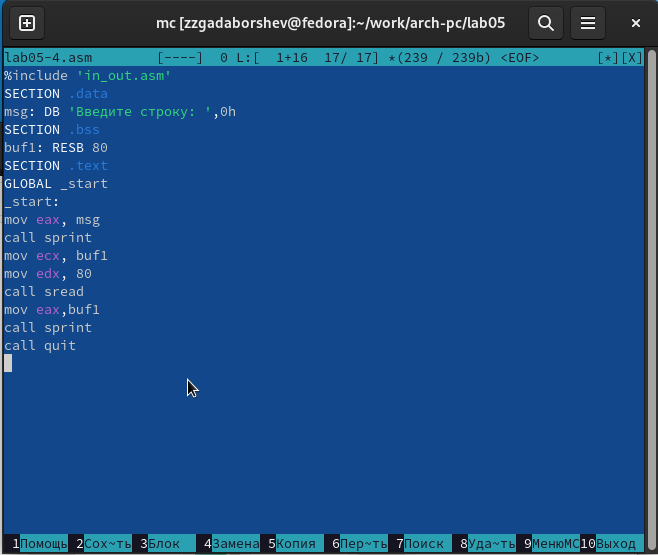 mc [zzgadaborshev@fedora]:~/work/arch-pc/lab05
lab05-4.asm [----] 0 L:[ 1+16 17/ 17] *(239 / 239b) <EOF> [*][X]
%include 'in_out.asm'
SECTION .data
msg: DB 'Введите строку: ',0h
SECTION .bss
buf1: RESB 80
SECTION .text
GLOBAL _start
_start:
mov eax, msg
call sprint
mov ecx, buf1
mov edx, 80
call sread
mov eax,buf1
call sprint
call quit
1Помощь 2Сох~ть 3Блок 4Замена 5Копия 6Пер~ть 7Поиск 8Уда~ть 9МенюMC 10Выход